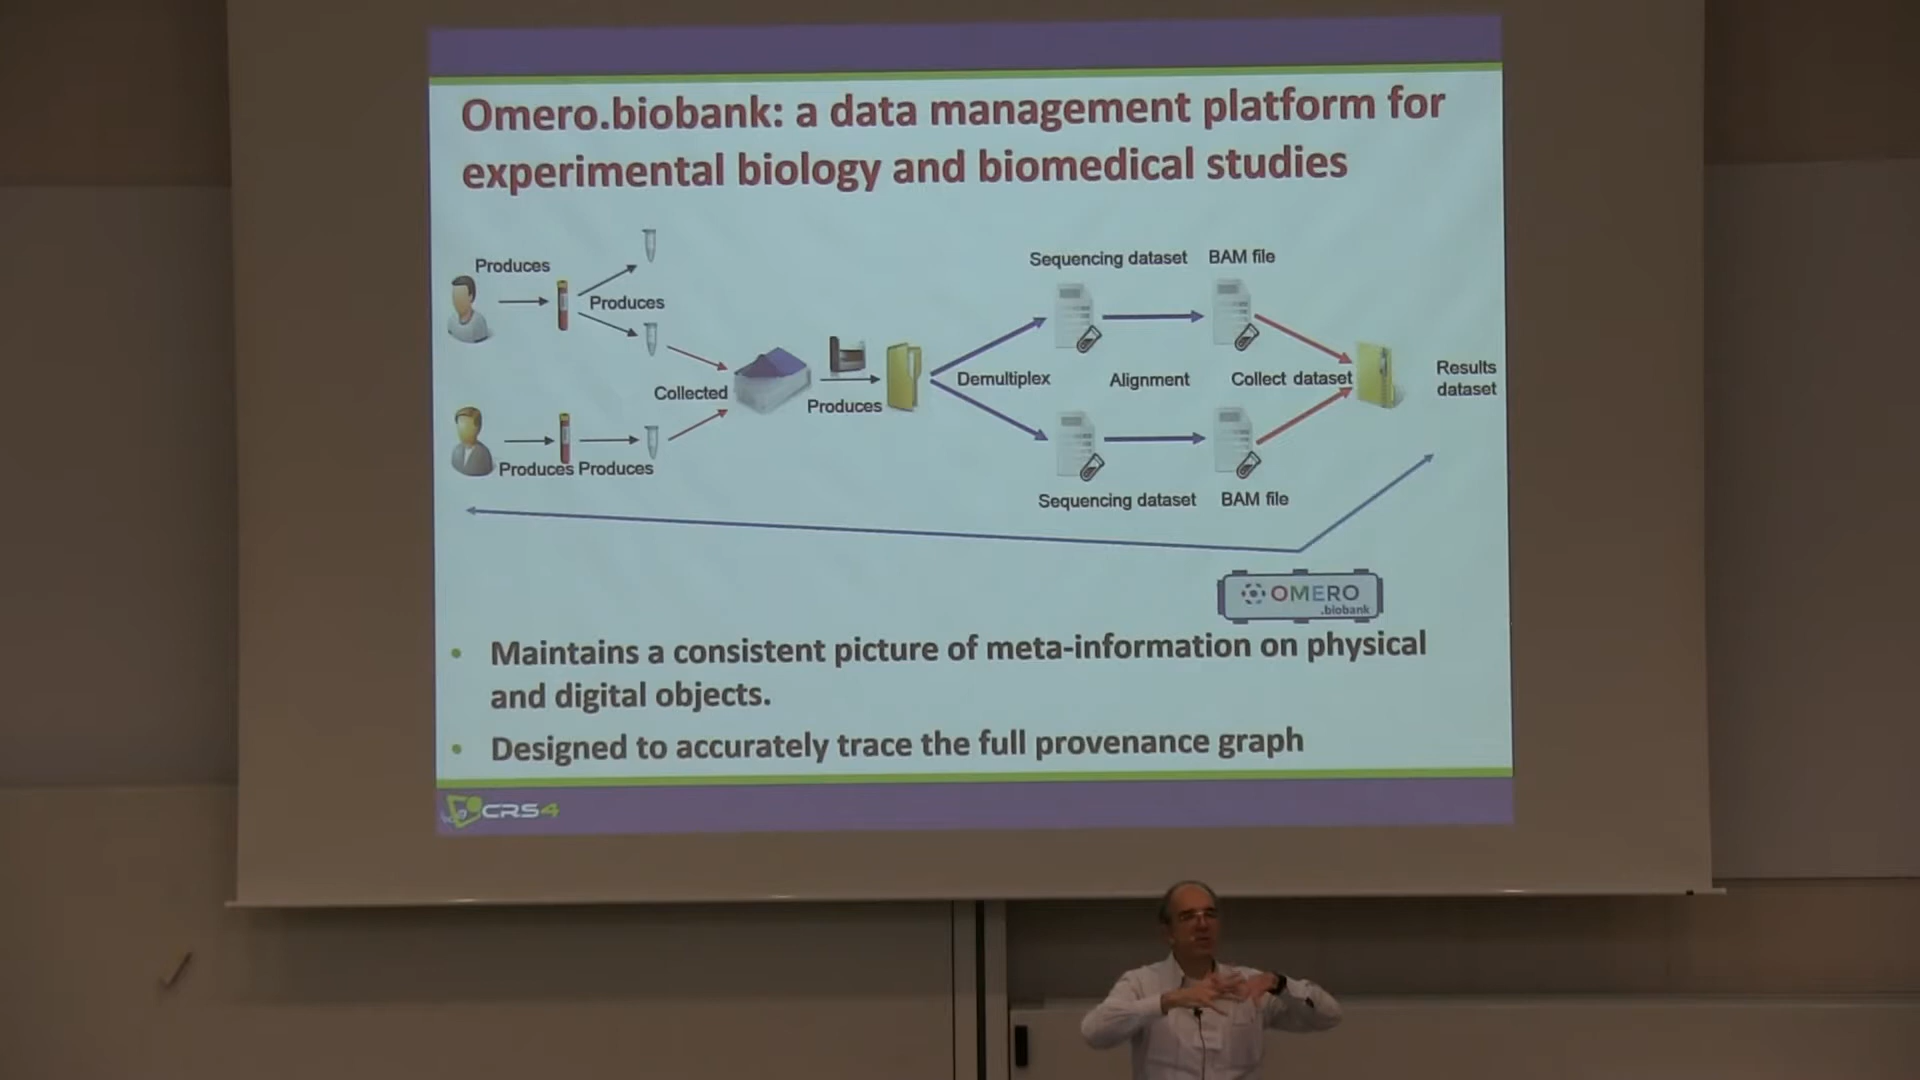 Omero.biobank: a data management platform for
experimental biology and biomedical studies
Produces
Produces
Produces Produces
Collected
Produces
Sequencing dataset BAM file
Demultiplex
Alignment
Collect dataset
Results
dataset
Sequencing dataset BAM file
OMERO
.biobank
• Maintains a consistent picture of meta-information on physical
and digital objects.
• Designed to accurately trace the full provenance graph
CRS4